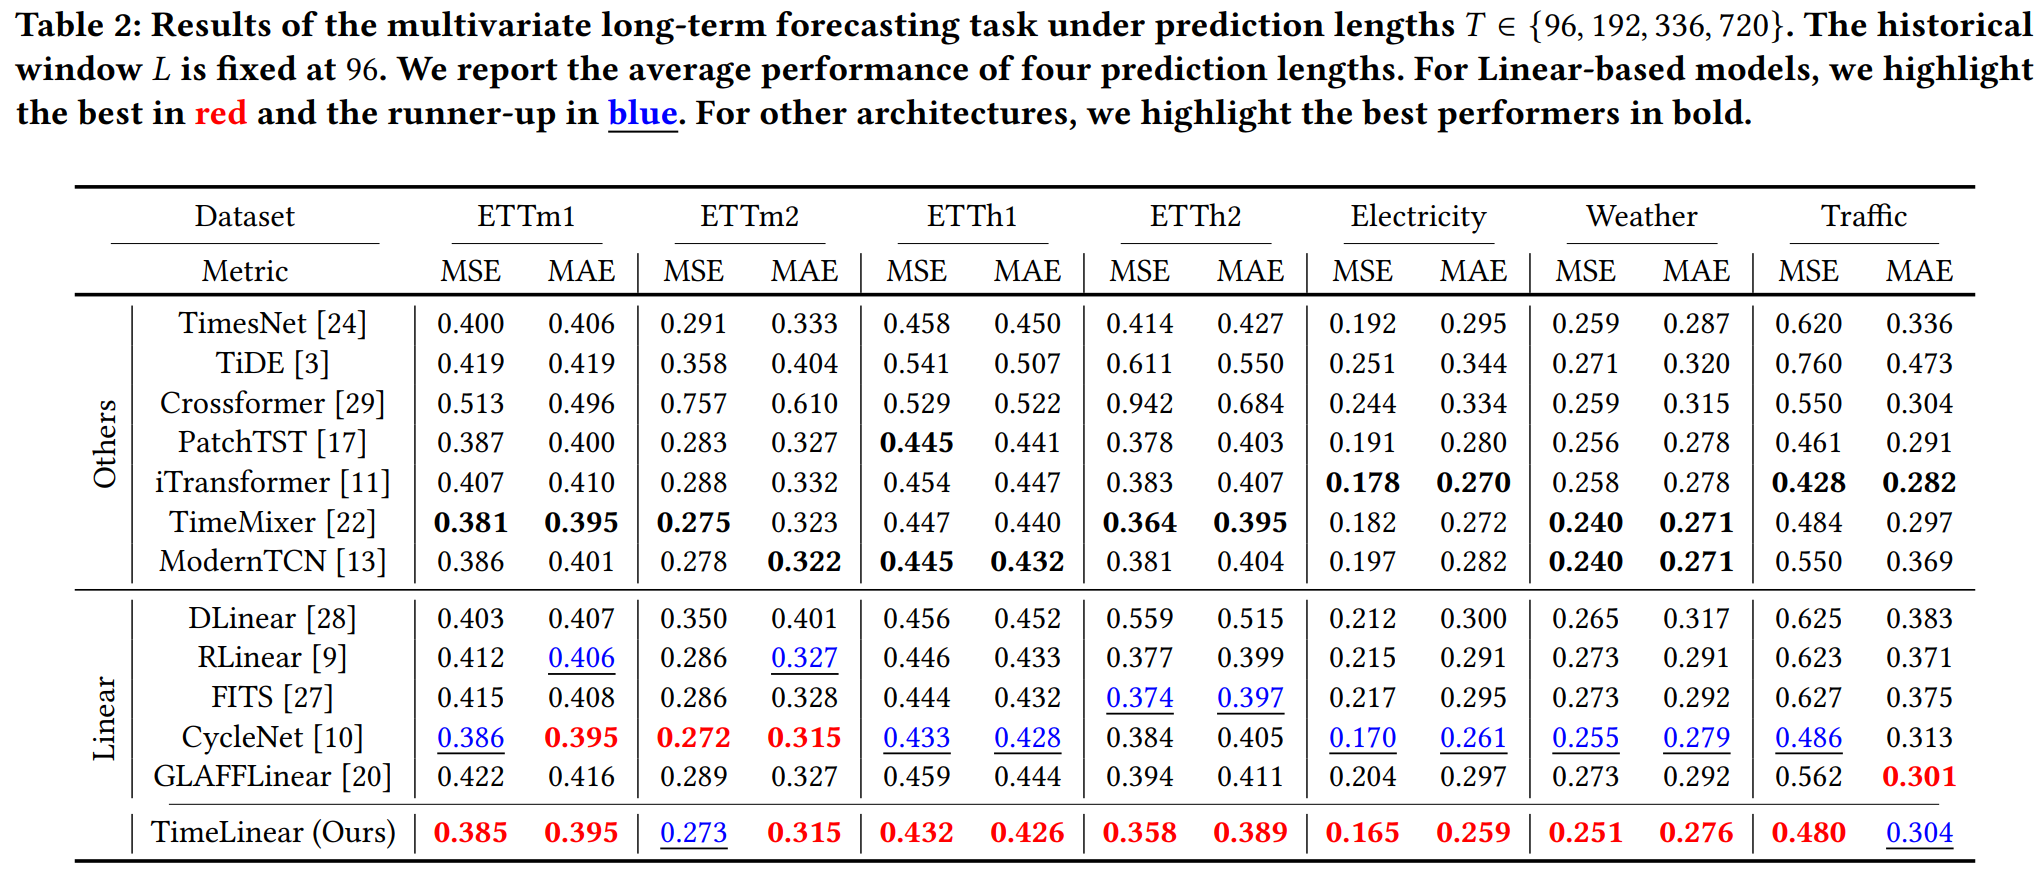 Table 2: Results of the multivariate long-term forecasting task under prediction lengths T ∈ {96, 192, 336, 720}. The historical
window L is fixed at 96. We report the average performance of four prediction lengths. For Linear-based models, we highlight
the best in red and the runner-up in blue. For other architectures, we highlight the best performers in bold.
Dataset ETTm1 ETTm2 ETTh1 ETTh2 Electricity Weather Traffic
Metric MSE MAE MSE MAE MSE MAE MSE MAE MSE MAE MSE MAE MSE MAE
Others
TimesNet [24] 0.400 0.406 0.291 0.333 0.458 0.450 0.414 0.427 0.192 0.295 0.259 0.287 0.620 0.336
TiDE [3] 0.419 0.419 0.358 0.404 0.541 0.507 0.611 0.550 0.251 0.344 0.271 0.320 0.760 0.473
Crossformer [29] 0.513 0.496 0.757 0.610 0.529 0.522 0.942 0.684 0.244 0.334 0.259 0.315 0.550 0.304
PatchTST [17] 0.387 0.400 0.283 0.327 0.445 0.441 0.378 0.403 0.191 0.280 0.256 0.278 0.461 0.291
iTransformer [11] 0.407 0.410 0.288 0.332 0.454 0.447 0.383 0.407 0.178 0.270 0.258 0.278 0.428 0.282
TimeMixer [22] 0.381 0.395 0.275 0.323 0.447 0.440 0.364 0.395 0.182 0.272 0.240 0.271 0.484 0.297
ModernTCN [13] 0.386 0.401 0.278 0.322 0.445 0.432 0.381 0.404 0.197 0.282 0.240 0.271 0.550 0.369
Linear
DLinear [28] 0.403 0.407 0.350 0.401 0.456 0.452 0.559 0.515 0.212 0.300 0.265 0.317 0.625 0.383
RLinear [9] 0.412 0.406 0.286 0.327 0.446 0.433 0.377 0.399 0.215 0.291 0.273 0.291 0.623 0.371
FITS [27] 0.415 0.408 0.286 0.328 0.444 0.432 0.374 0.397 0.217 0.295 0.273 0.292 0.627 0.375
CycleNet [10] 0.386 0.395 0.272 0.315 0.433 0.428 0.384 0.405 0.170 0.261 0.255 0.279 0.486 0.313
GLAFFLinear [20] 0.422 0.416 0.289 0.327 0.459 0.444 0.394 0.411 0.204 0.297 0.273 0.292 0.562 0.301
TimeLinear (Ours) 0.385 0.395 0.273 0.315 0.432 0.426 0.358 0.389 0.165 0.259 0.251 0.276 0.480 0.304